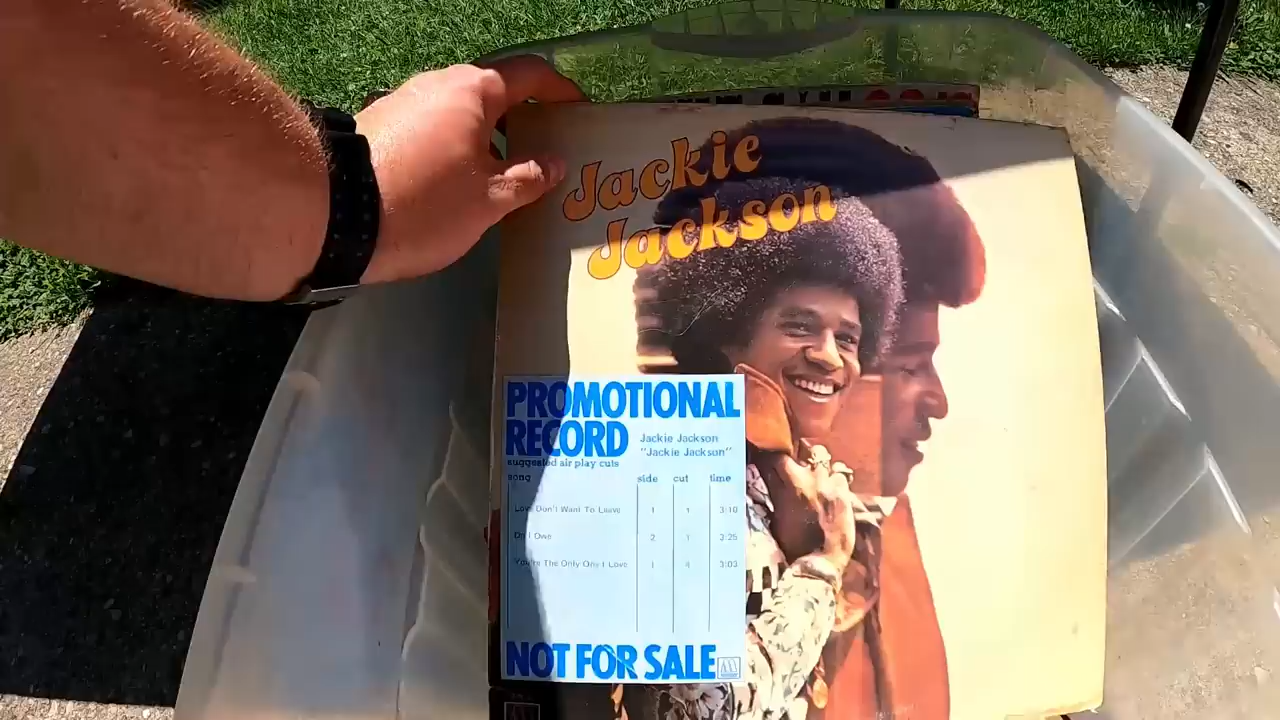 Jackie
Jackson
PROMOTIONAL
RECORD
Jackie Jackson
"Jackie Jackson"
suggested air play cuts
song side cut time
Love Don't Want To Leave 1 1 3:10
Do I Owe 2 1 2:25
You're The Only One I Love 1 4 3:03
NOT FOR SALE
M